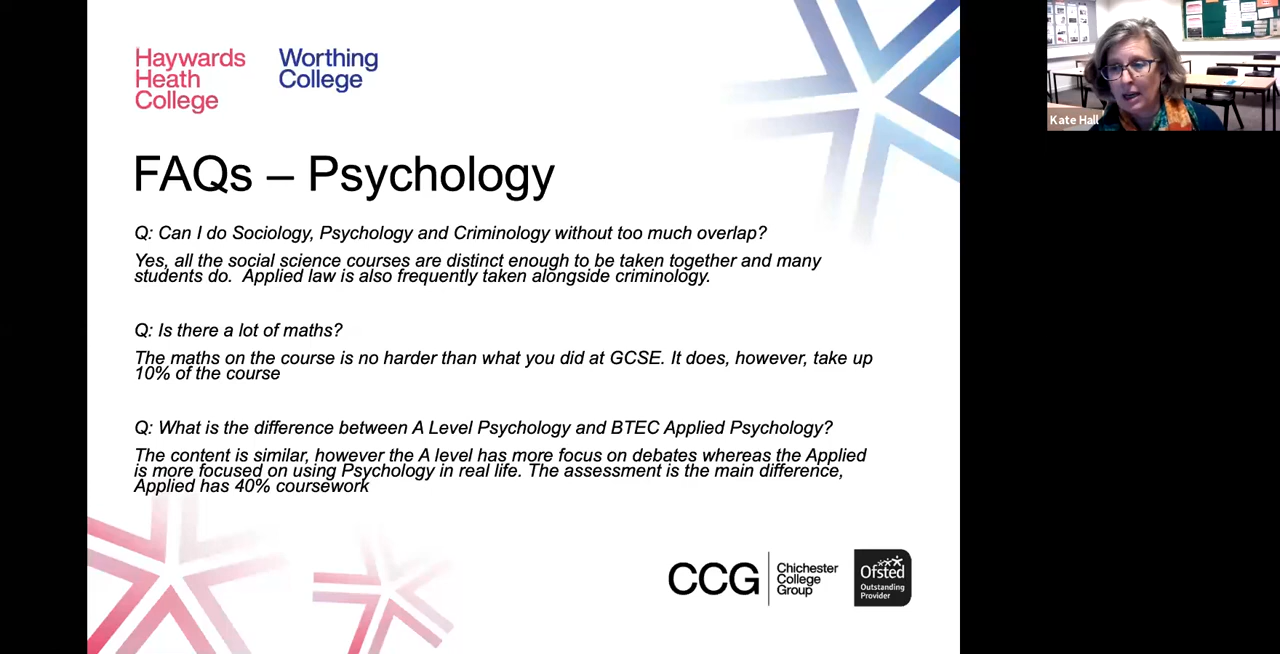 Haywards
Heath
College
Worthing
College
Kate Hall
FAQs – Psychology
Q: Can I do Sociology, Psychology and Criminology without too much overlap?
Yes, all the social science courses are distinct enough to be taken together and many
students do.  Applied law is also frequently taken alongside criminology.
Q: Is there a lot of maths?
The maths on the course is no harder than what you did at GCSE. It does, however, take up
10% of the course
Q: What is the difference between A Level Psychology and BTEC Applied Psychology?
The content is similar, however the A level has more focus on debates whereas the Applied
is more focused on using Psychology in real life. The assessment is the main difference,
Applied has 40% coursework
CCG
Chichester
College
Group
Ofsted
Outstanding
Provider